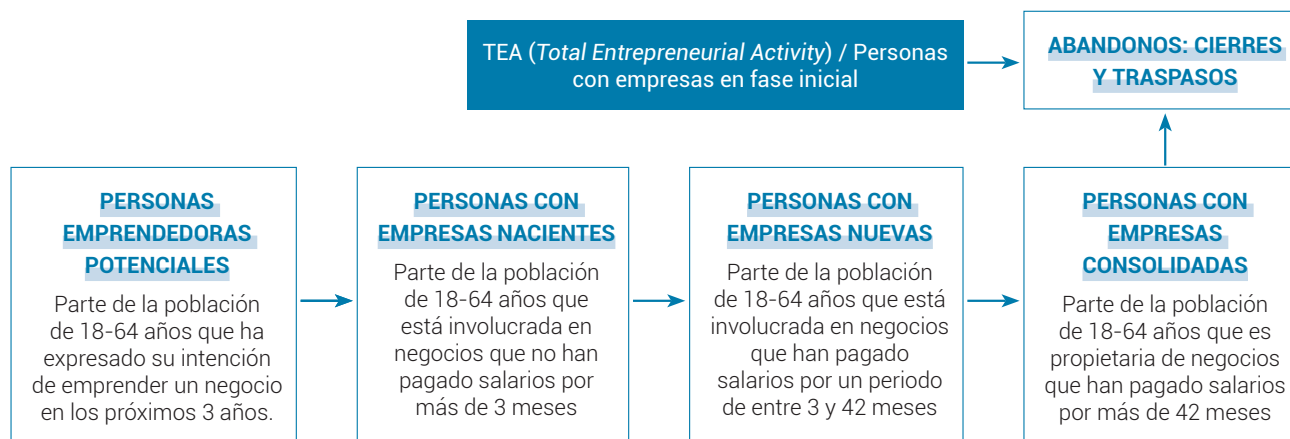 TEA (Total Entrepreneurial Activity) / Personas
con empresas en fase inicial
ABANDONOS: CIERRES
Y TRASPASOS
PERSONAS
EMPRENDEDORAS
POTENCIALES
Parte de la población
de 18-64 años que ha
expresado su intención
de emprender un negocio
en los próximos 3 años.
PERSONAS CON
EMPRESAS NACIENTES
Parte de la población
de 18-64 años que
está involucrada en
negocios que no han
pagado salarios por
más de 3 meses
PERSONAS CON
EMPRESAS NUEVAS
Parte de la población
de 18-64 años que está
involucrada en negocios
que han pagado
salarios por un periodo
de entre 3 y 42 meses
PERSONAS CON
EMPRESAS
CONSOLIDADAS
Parte de la población
de 18-64 años que es
propietaria de negocios
que han pagado salarios
por más de 42 meses